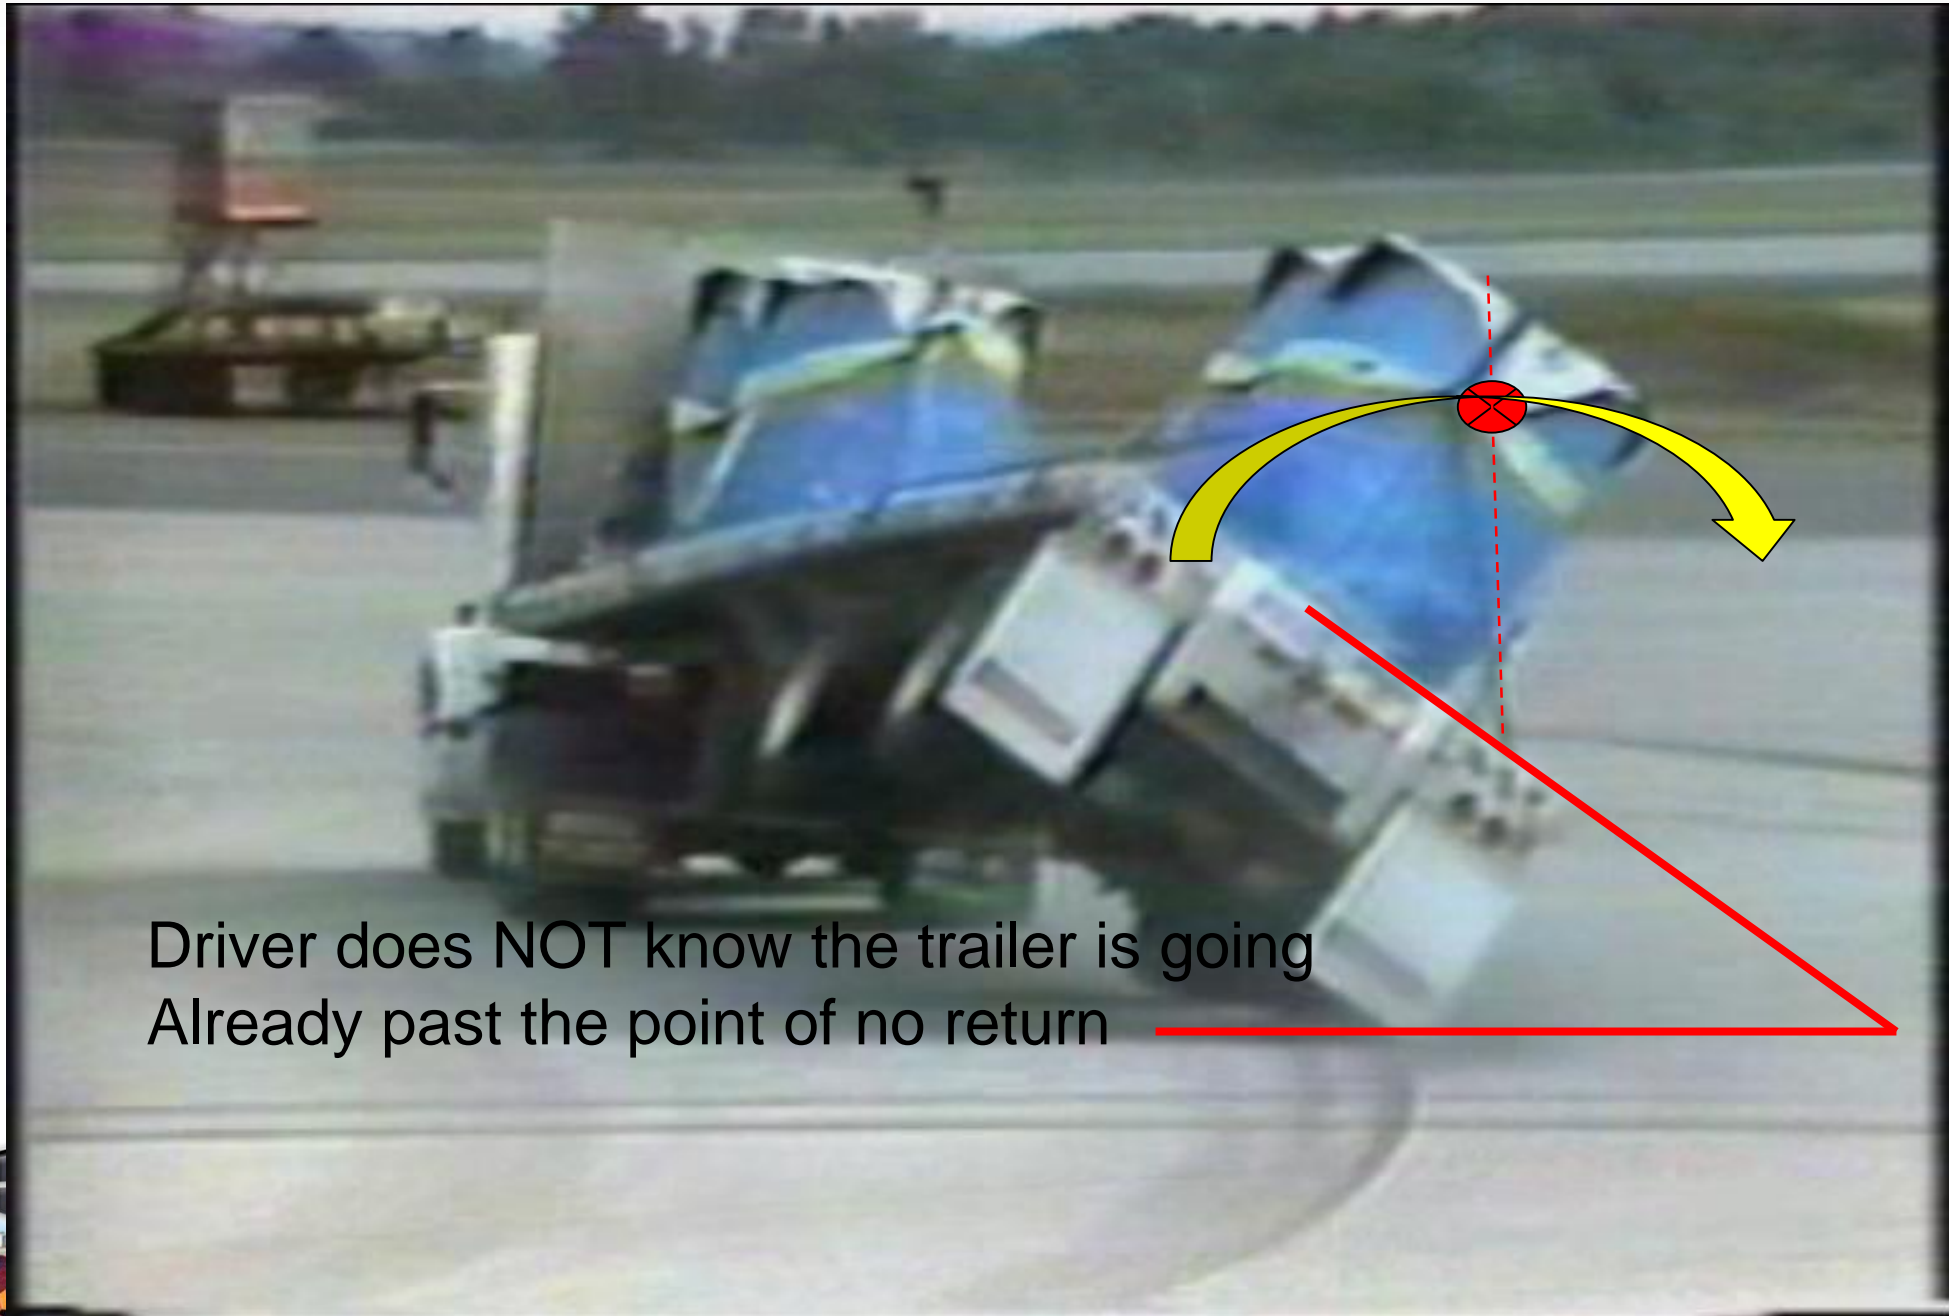 Driver does NOT know the trailer is going
Already past the point of no return